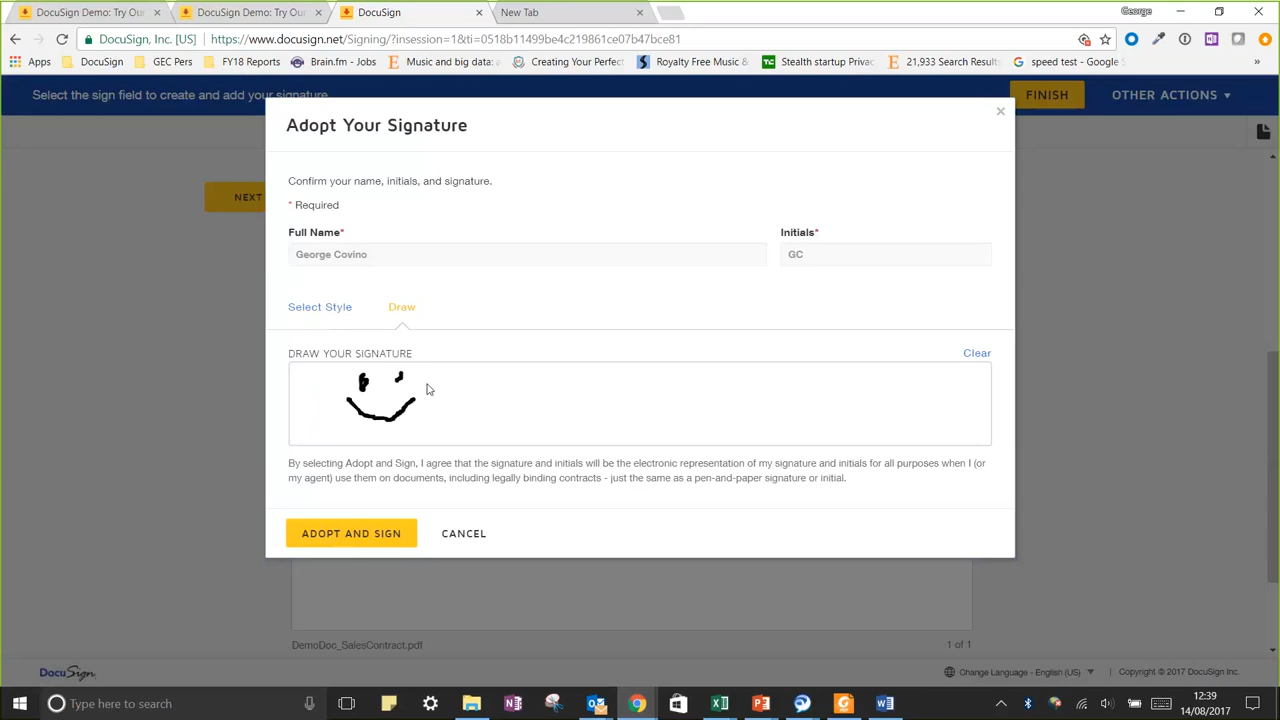 DocuSign Demo: Try Our
DocuSign Demo: Try Our
DocuSign
New Tab
George
DocuSign, Inc. [US]
https://www.docusign.net/Signing/?insession=1&ti=0518b11499be4c219861ce07b47bce81
Apps
DocuSign
GEC Pers
FY18 Reports
Brain.fm - Jobs
Music and big data:
Creating Your Perfect
Royalty Free Music
Stealth startup Privac
21,933 Search Results
speed test - Google S
Select the sign field to create and add your signature.
FINISH
OTHER ACTIONS
Adopt Your Signature
Confirm your name, initials, and signature.
* Required
Full Name*
Initials*
George Covino
GC
NEXT
Select Style
Draw
DRAW YOUR SIGNATURE
Clear
By selecting Adopt and Sign, I agree that the signature and initials will be the electronic representation of my signature and initials for all purposes when I (or
my agent) use them on documents, including legally binding contracts - just the same as a pen-and-paper signature or initial.
ADOPT AND SIGN
CANCEL
DemoDoc_SalesContract.pdf
1 of 1
DocuSign
Change Language - English (US)
Copyright © 2017 DocuSign Inc.
Type here to search
12:39
14/08/2017